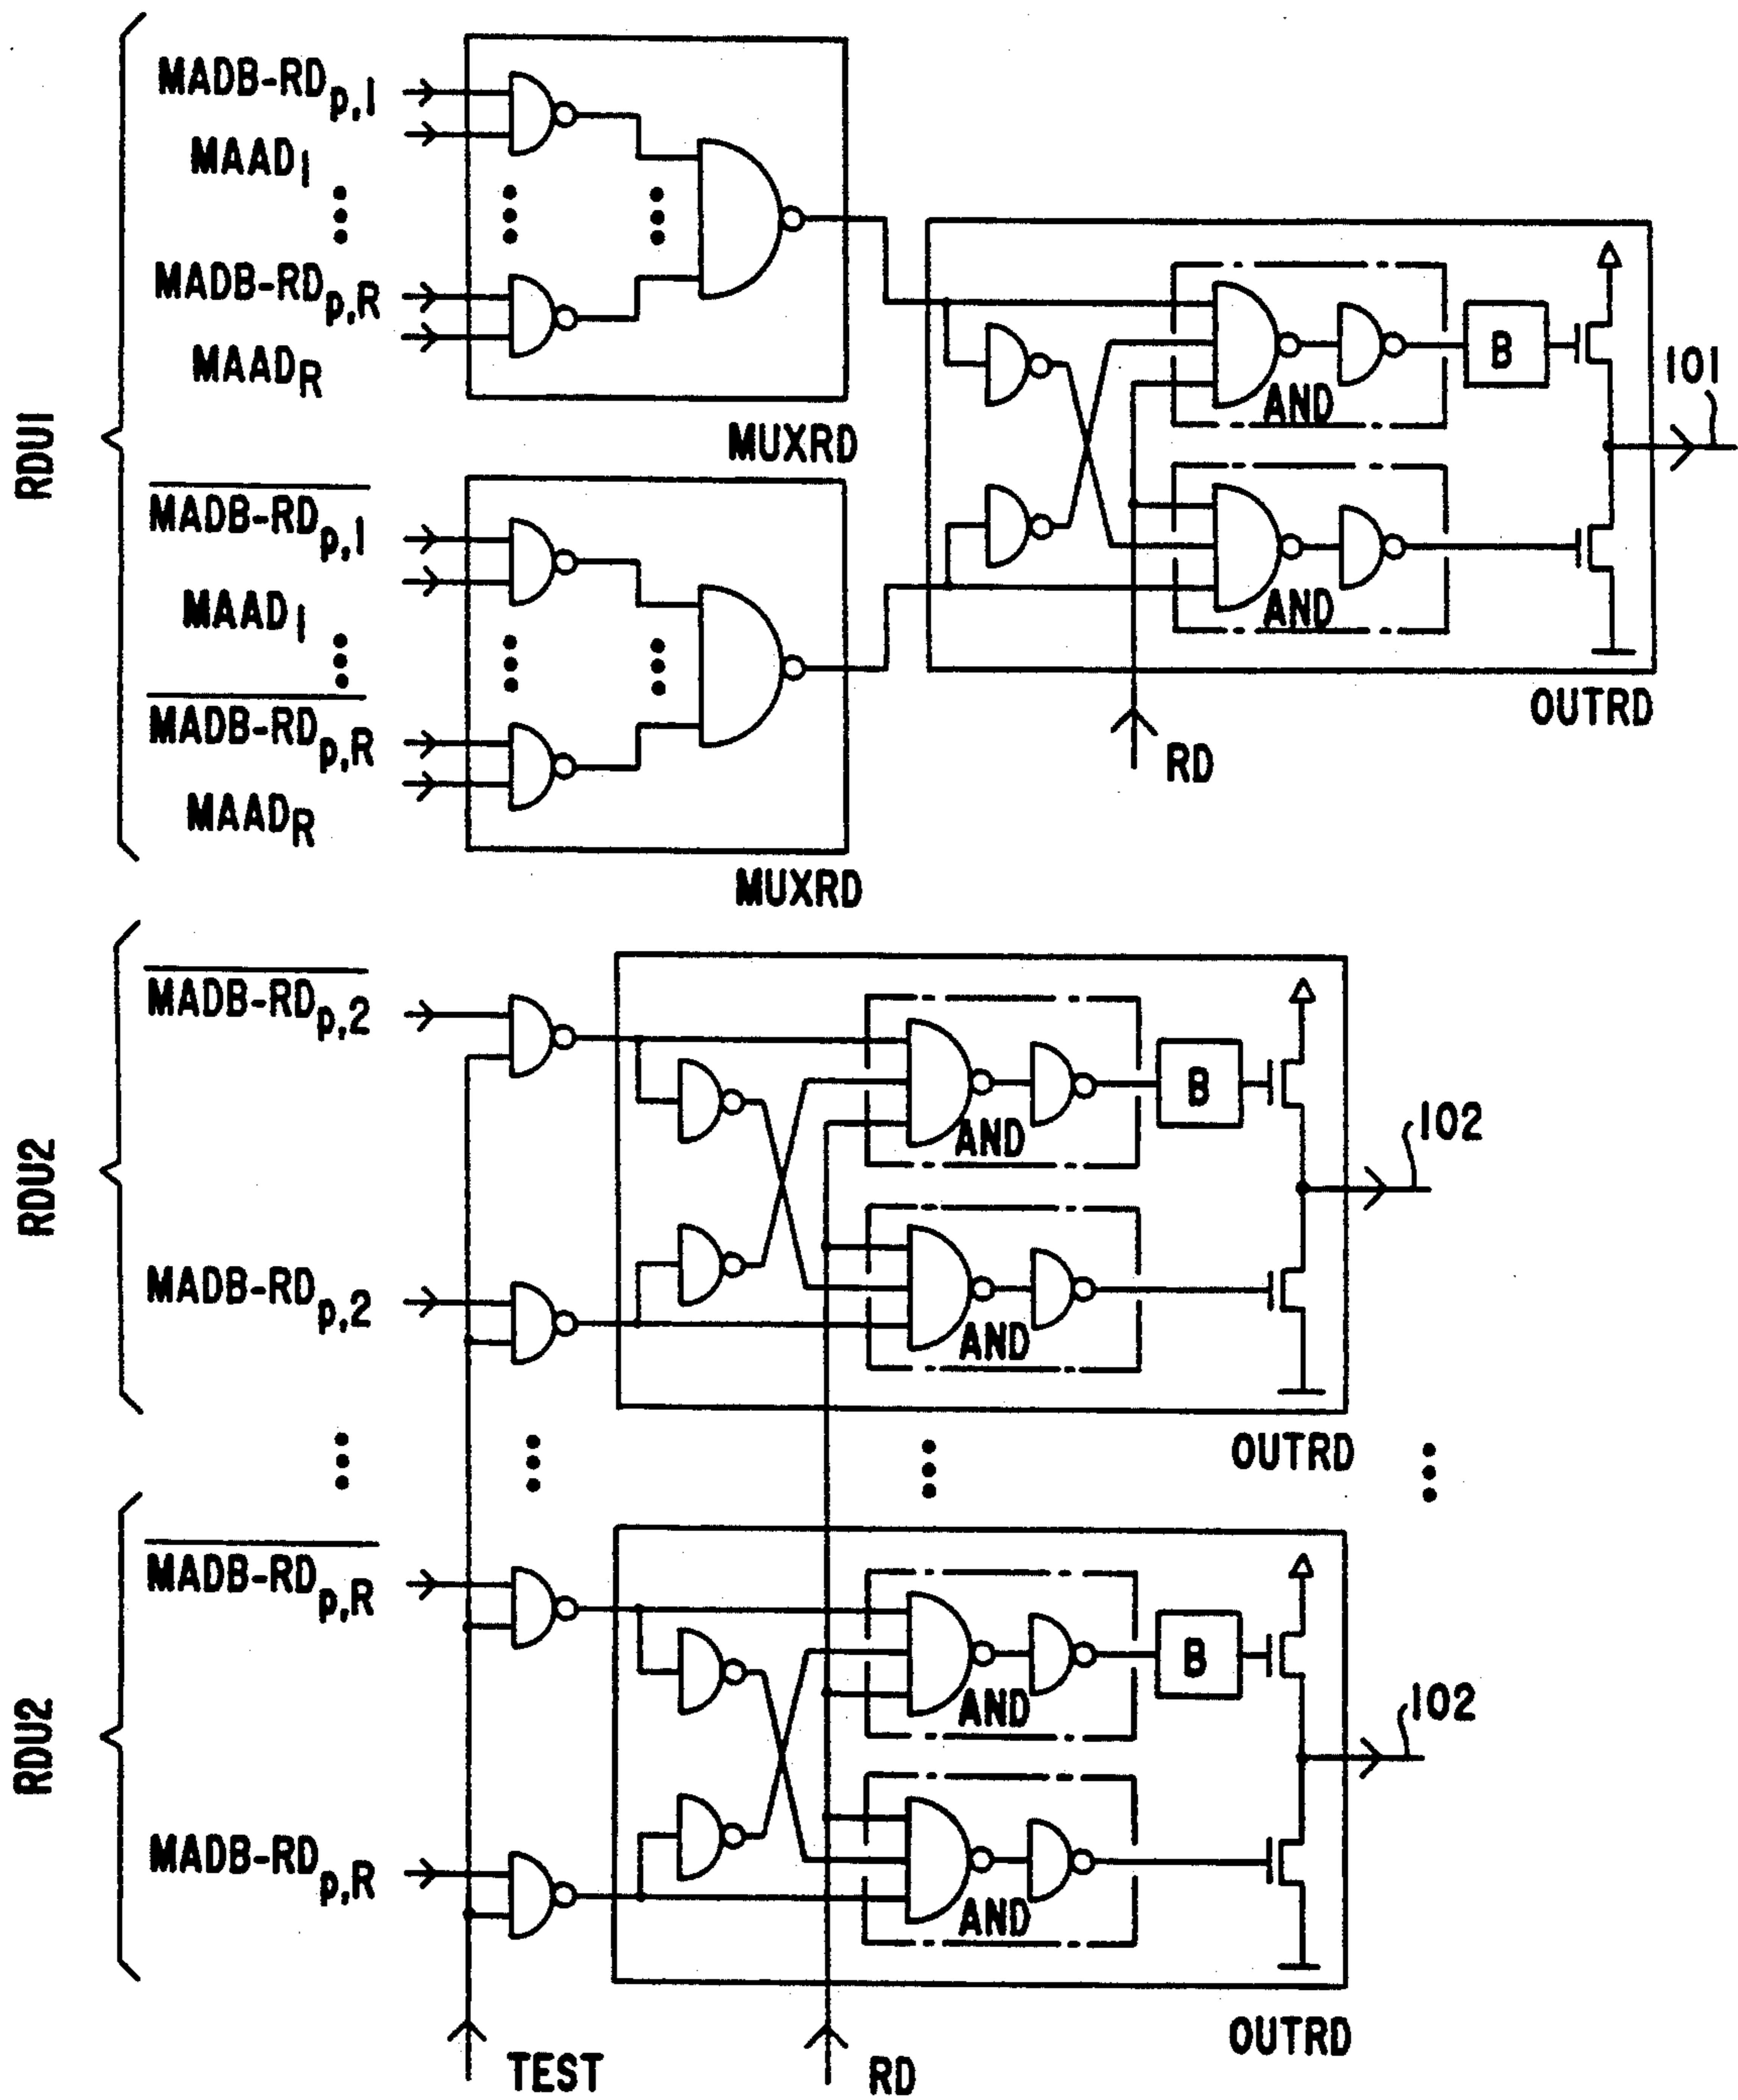 RDU1
MADB-RDp,1
MAAD1
MADB-RDp,R
MAADR
MUXRD
AND
B
101
MADB-RDp,1
MAAD1
AND
OUTRD
MADB-RDp,R
RD
MAADR
MUXRD
RDU2
MADB-RDp,2
AND
B
102
MADB-RDp,2
AND
OUTRD
RDU2
MADB-RDp,R
AND
B
102
MADB-RDp,R
AND
OUTRD
TEST
RD